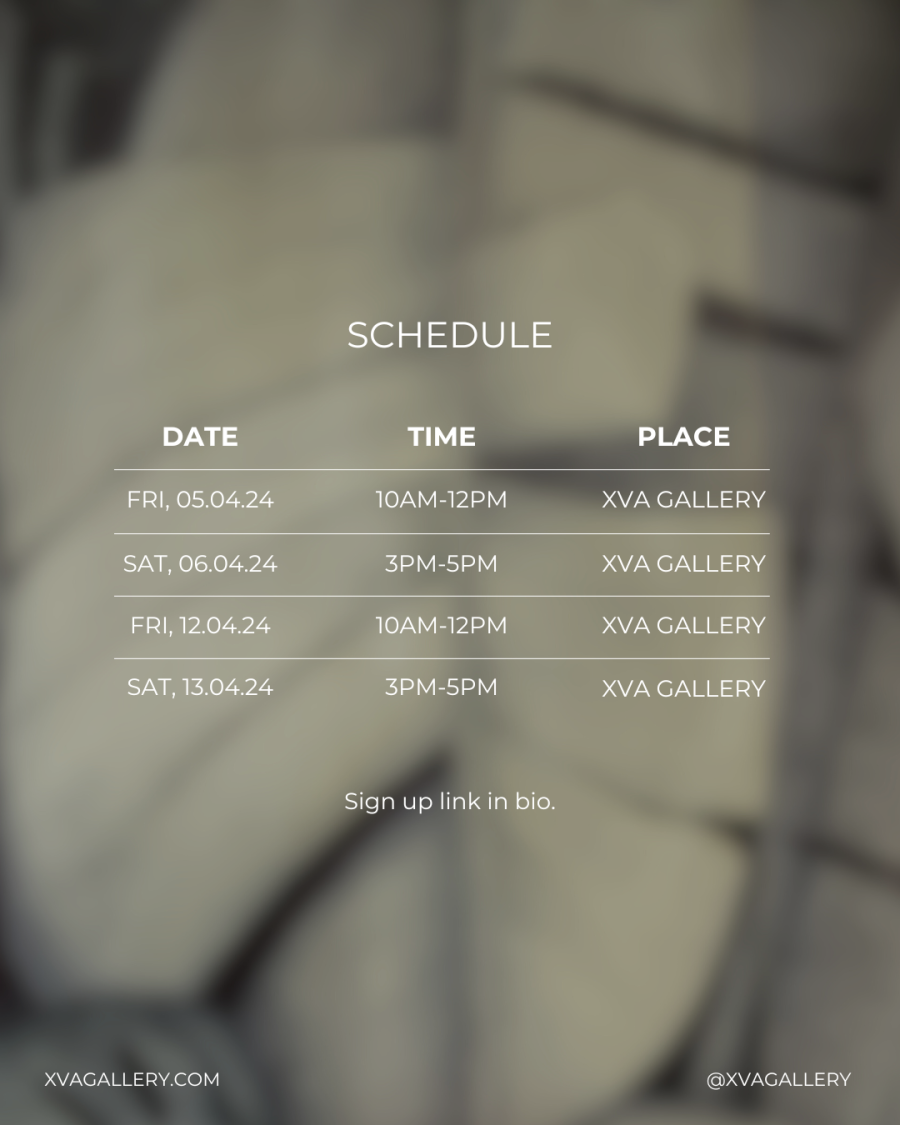 SCHEDULE
DATE TIME PLACE
FRI, 05.04.24 10AM-12PM XVA GALLERY
SAT, 06.04.24 3PM-5PM XVA GALLERY
FRI, 12.04.24 10AM-12PM XVA GALLERY
SAT, 13.04.24 3PM-5PM XVA GALLERY
Sign up link in bio.
XVAGALLERY.COM @XVAGALLERY